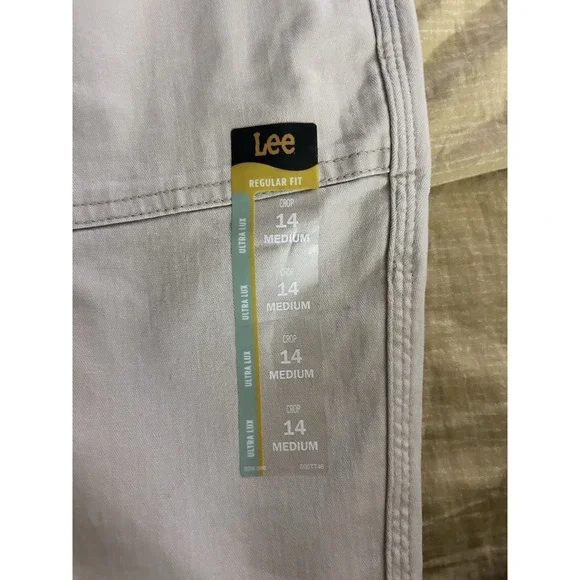 Lee
REGULAR FIT
ULTRA LUX
CROP
14
MEDIUM
ULTRA LUX
CROP
14
MEDIUM
ULTRA LUX
CROP
14
MEDIUM
ULTRA LUX
CROP
14
MEDIUM